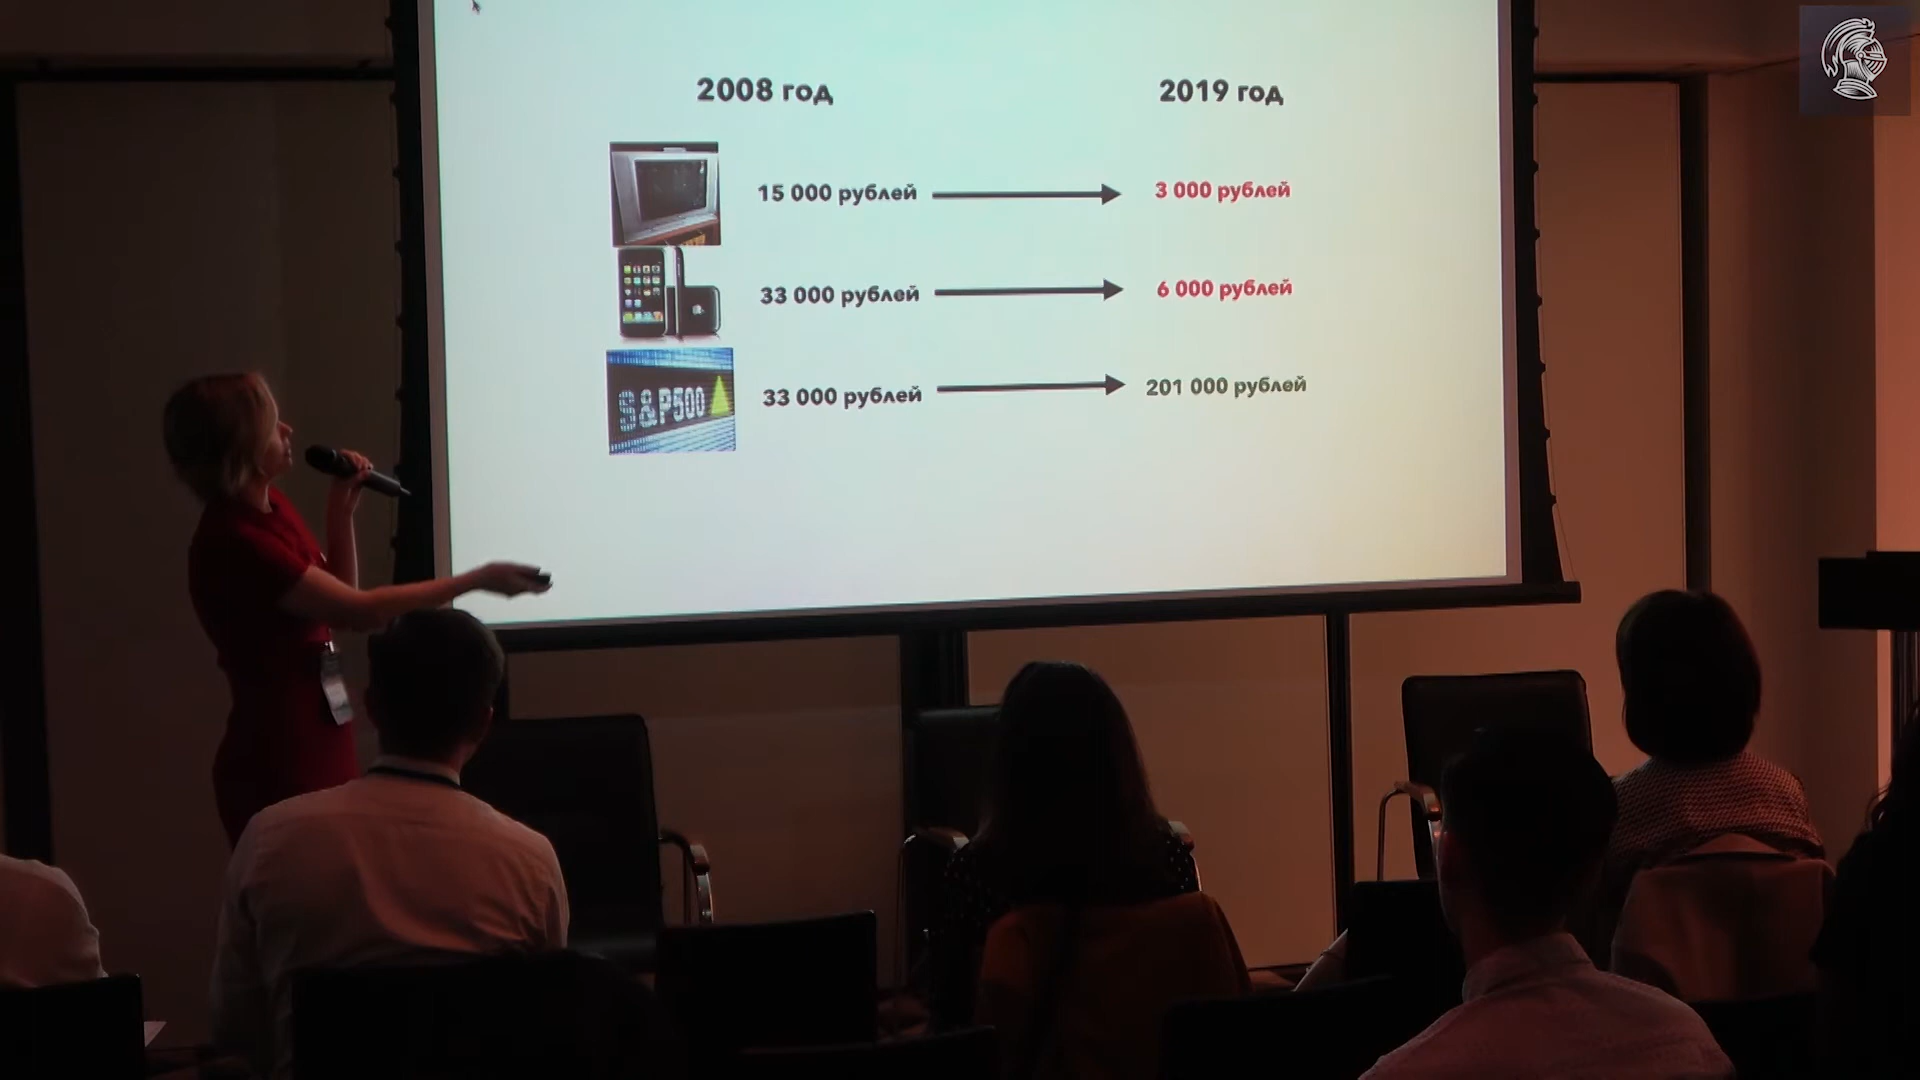 2008 год 2019 год
15 000 рублей 3 000 рублей
33 000 рублей 6 000 рублей
S&P500 33 000 рублей 201 000 рублей